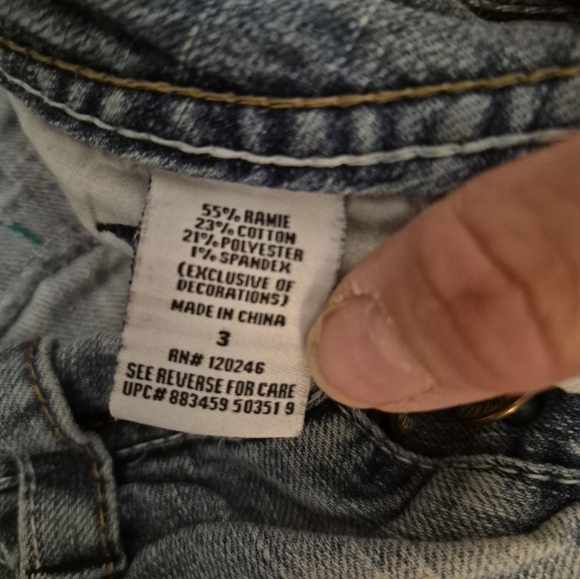 55% RAMIE
23% COTTON
21% POLYESTER
1% SPANDEX
(EXCLUSIVE OF
DECORATIONS)
MADE IN CHINA
3
RN# 120246
SEE REVERSE FOR CARE
UPC# 883459 50351 9